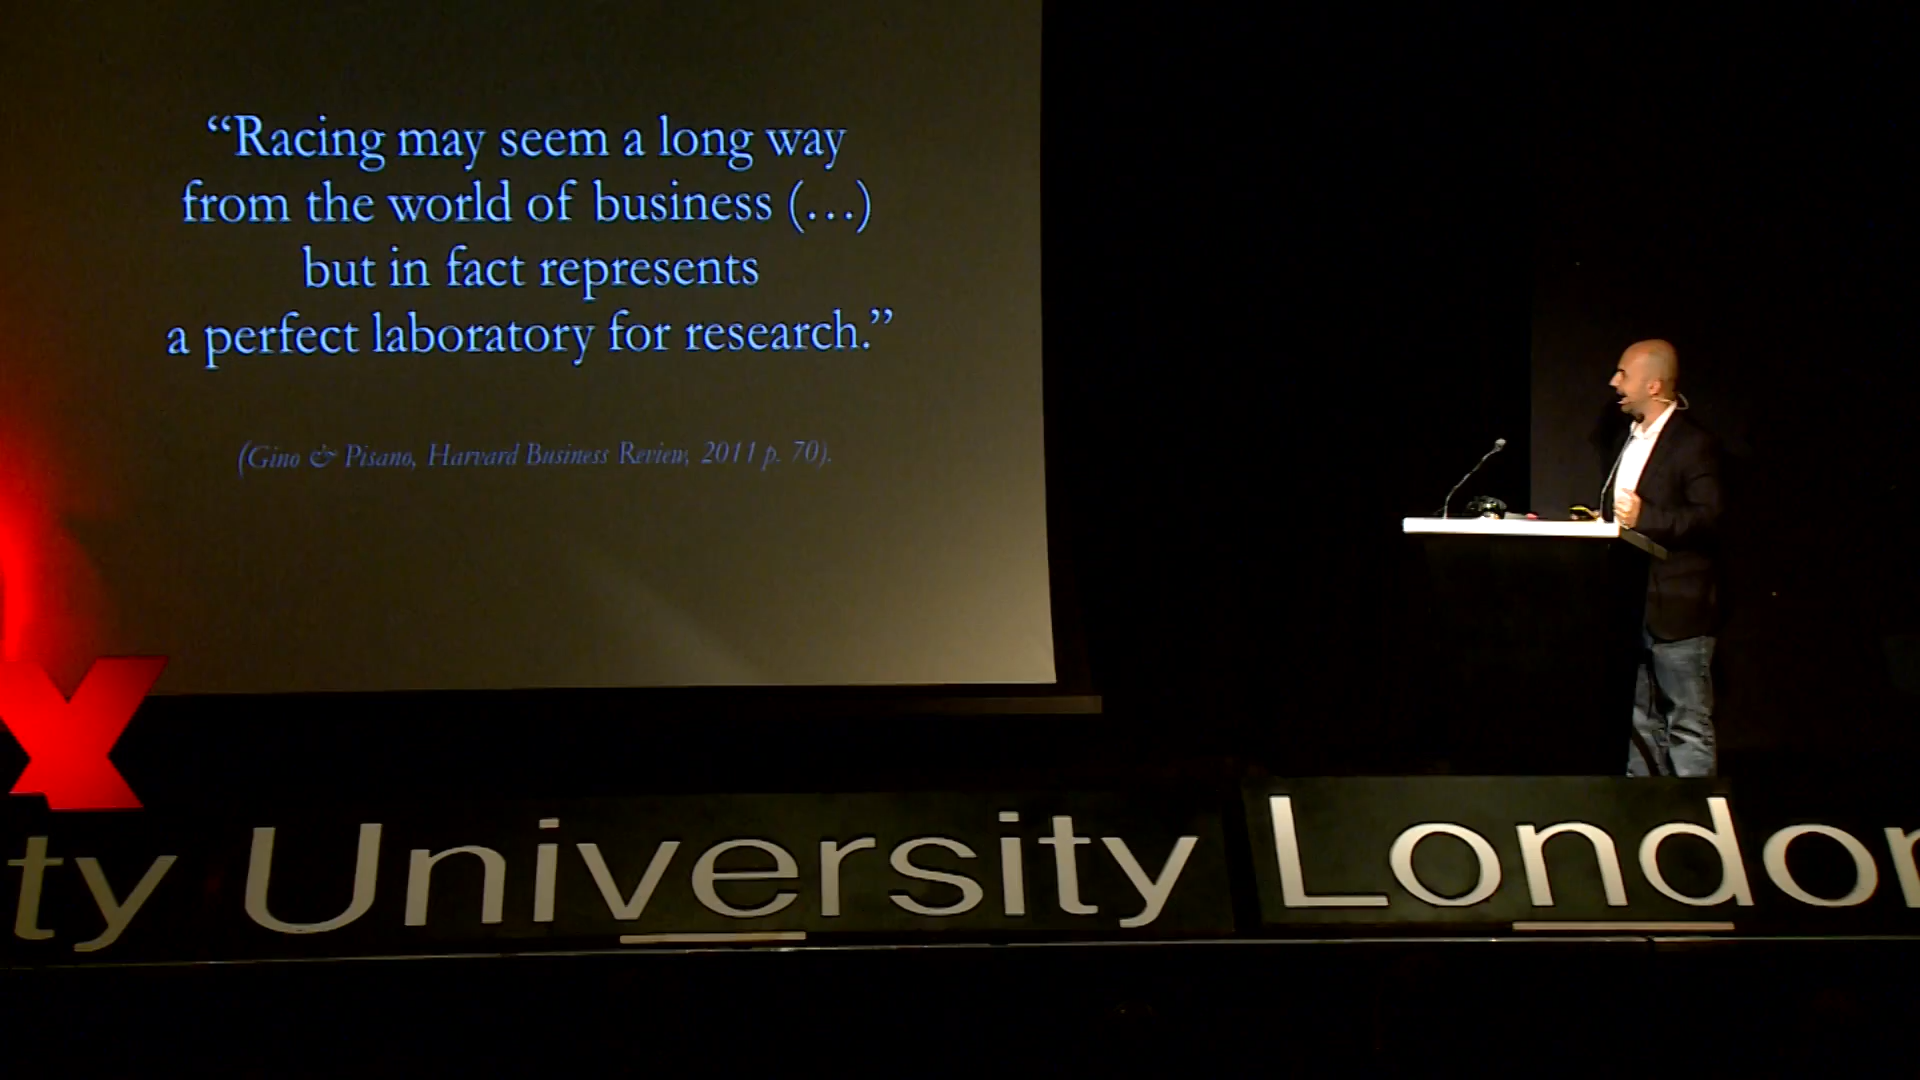 “Racing may seem a long way
from the world of business (…)
but in fact represents
a perfect laboratory for research.”
(Gino & Pisano, Harvard Business Review, 2011 p. 70).
x
ty University London